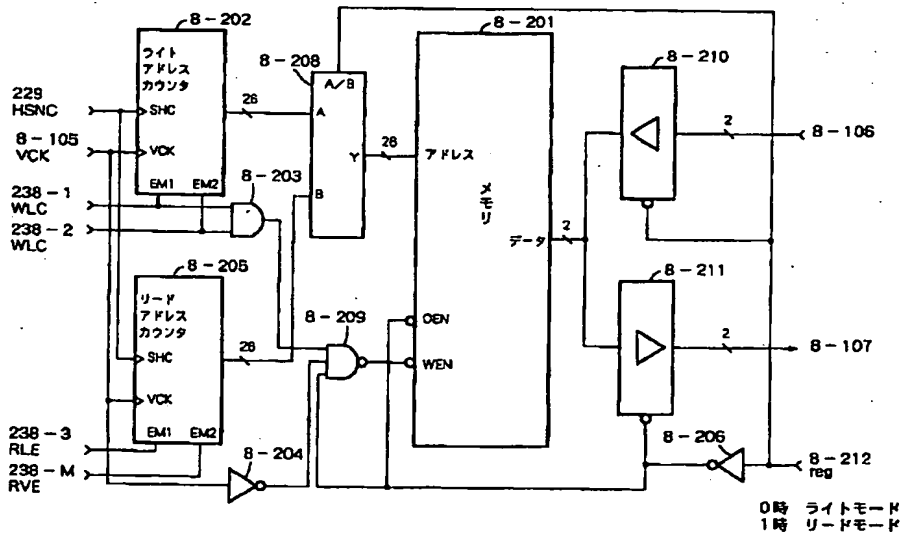 8-202
ライト
アドレス
カウンタ
SHC
VCK
EM1 EM2
229
HSNC
8-105
VCK
238-1
WLC
238-2
WLC
8-203
26
8-208
A/B
A
Y
B
26
8-201
アドレス
メモリ
データ
2
OEN
WEN
8-210
2
8-106
8-211
2
8-107
8-205
リード
アドレス
カウンタ
SHC
VCK
EM1 EM2
26
8-209
238-3
RLE
238-M
RVE
8-204
8-206
8-212
reg
0時 ライトモード
1時 リードモード